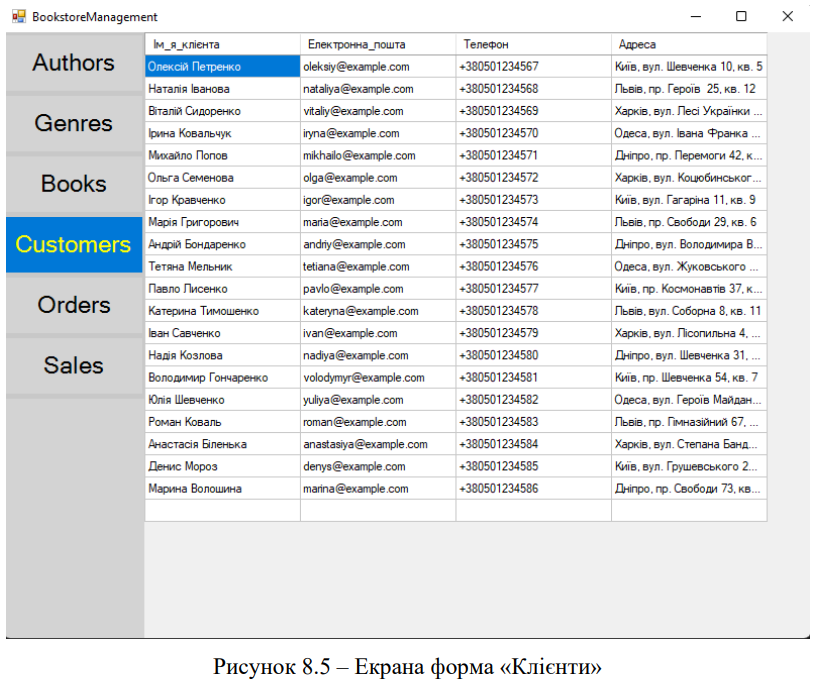 BookstoreManagement
Ім_я_клієнта Електронна_пошта Телефон Адреса
Authors
Genres
Books
Customers
Orders
Sales
Олексій Петренко oleksiy@example.com +380501234567 Київ, вул. Шевченка 10, кв. 5
Наталія Іванова nataliya@example.com +380501234568 Львів, пр. Героїв 25, кв. 12
Віталій Сидоренко vitaliy@example.com +380501234569 Харків, вул. Лесі Українки ...
Ірина Ковальчук iryna@example.com +380501234570 Одеса, вул. Івана Франка ...
Михайло Попов mikhailo@example.com +380501234571 Дніпро, пр. Перемоги 42, к...
Ольга Семенова olga@example.com +380501234572 Харків, вул. Коцюбинськог...
Ігор Кравченко igor@example.com +380501234573 Київ, вул. Гагаріна 11, кв. 9
Марія Григорович maria@example.com +380501234574 Львів, пр. Свободи 29, кв. 6
Андрій Бондаренко andriy@example.com +380501234575 Дніпро, вул. Володимира В...
Тетяна Мельник tetiana@example.com +380501234576 Одеса, вул. Жуковського ...
Павло Лисенко pavlo@example.com +380501234577 Київ, пр. Космонавтів 37, к...
Катерина Тимошенко kateryna@example.com +380501234578 Львів, вул. Соборна 8, кв. 11
Іван Савченко ivan@example.com +380501234579 Харків, вул. Лісопильна 4, ...
Надія Козлова nadiya@example.com +380501234580 Дніпро, вул. Шевченка 31, ...
Володимир Гончаренко volodymyr@example.com +380501234581 Київ, пр. Шевченка 54, кв. 7
Юлія Шевченко yuliya@example.com +380501234582 Одеса, вул. Героїв Майдан...
Роман Коваль roman@example.com +380501234583 Львів, пр. Гімназійний 67, ...
Анастасія Біленька anastasiya@example.com +380501234584 Харків, вул. Степана Банд...
Денис Мороз denys@example.com +380501234585 Київ, вул. Грушевського 2...
Марина Волошина marina@example.com +380501234586 Дніпро, пр. Свободи 73, кв...
Рисунок 8.5 – Екрана форма «Клієнти»